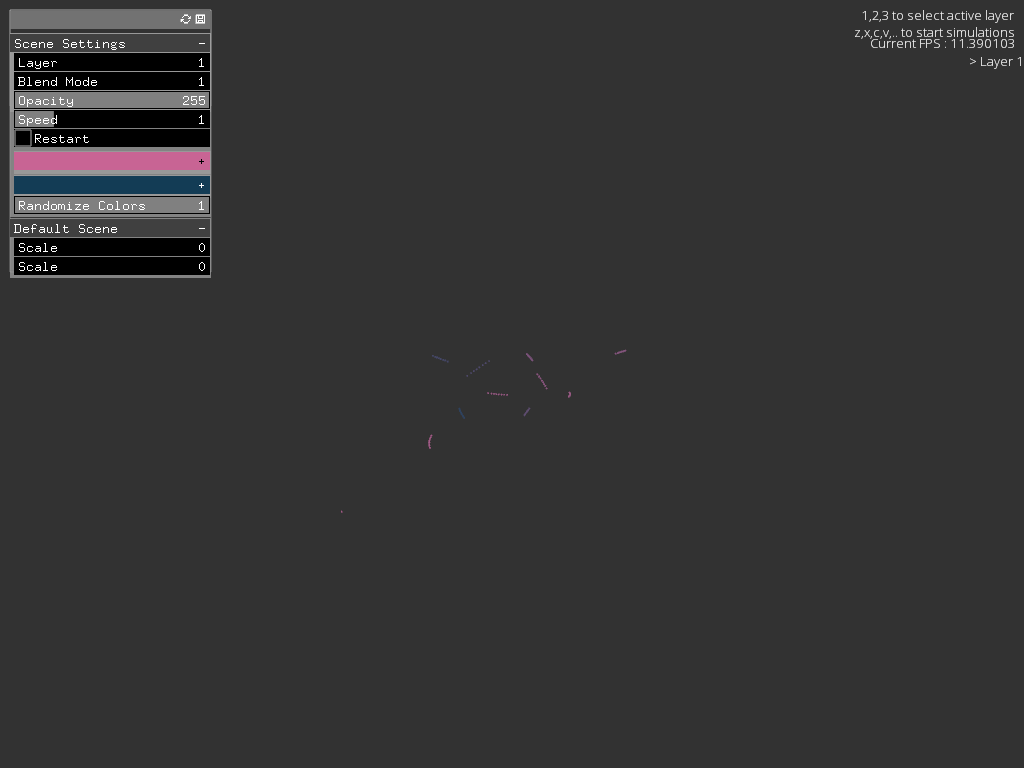 1,2,3 to select active layer
z,x,c,v,.. to start simulations
Current FPS : 11.390103
> Layer 1
Scene Settings -
Layer 1
Blend Mode 1
Opacity 255
Speed 1
Restart
+
+
Randomize Colors 1
Default Scene -
Scale 0
Scale 0